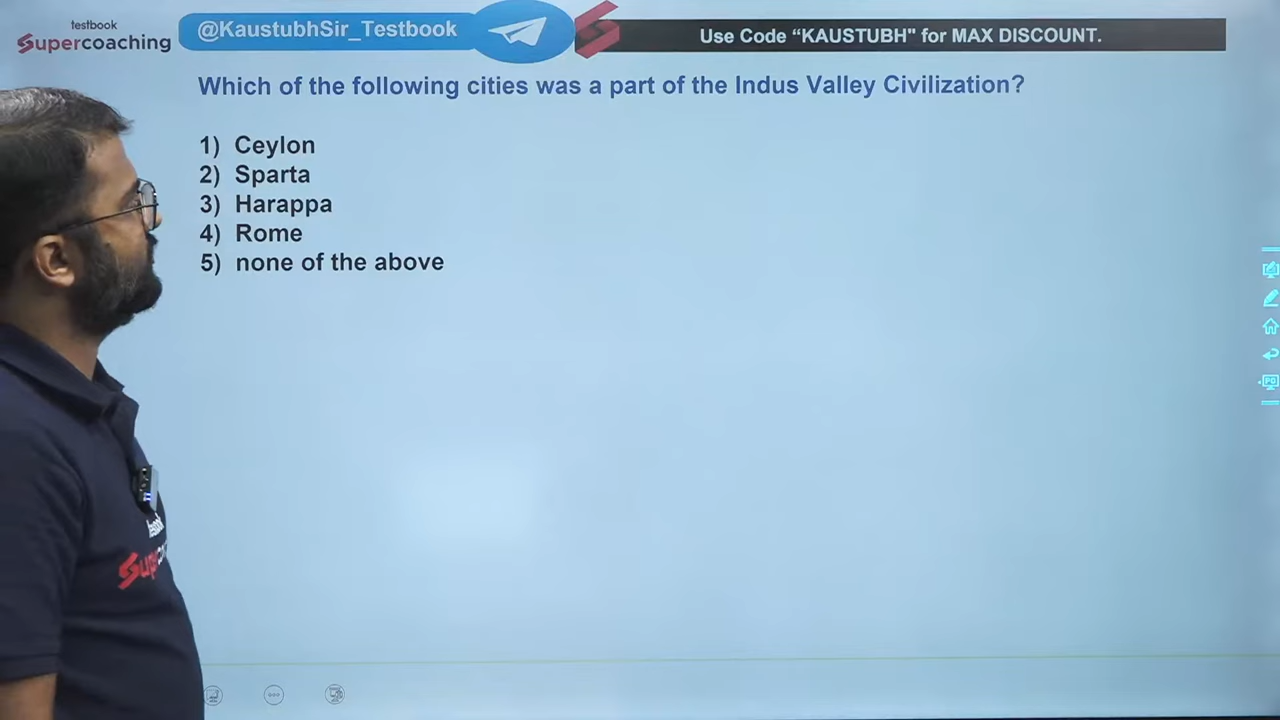 testbook
Supercoaching
@KaustubhSir_Testbook
Use Code “KAUSTUBH" for MAX DISCOUNT.
Which of the following cities was a part of the Indus Valley Civilization?
1) Ceylon
2) Sparta
3) Harappa
4) Rome
5) none of the above